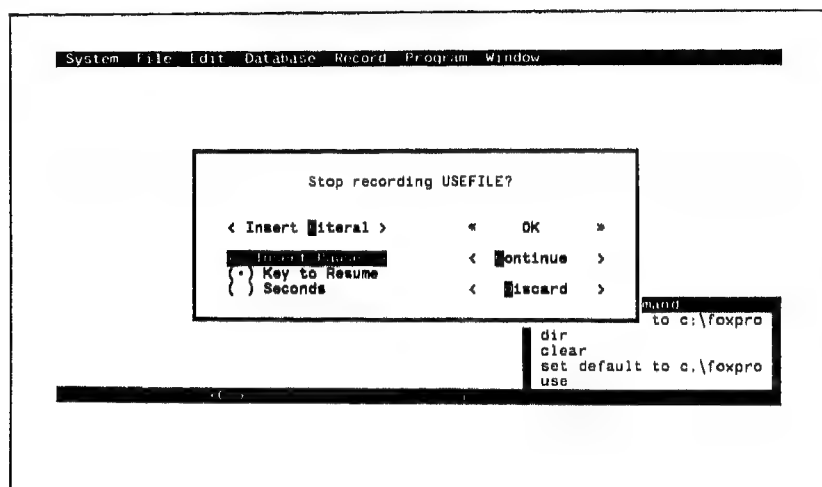 System File Edit Database Record Program Window
Stop recording USEFILE?
< Insert Literal > « OK »
< Insert Pause > < Continue >
(•) Key to Resume
( ) Seconds < Discard >
mand
to c:\foxpro
dir
clear
set default to c.\foxpro
use